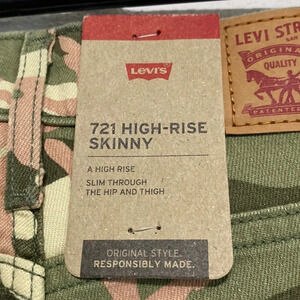 LEVI'S
721 HIGH-RISE
SKINNY
A HIGH RISE
SLIM THROUGH
THE HIP AND THIGH
ORIGINAL STYLE.
RESPONSIBLY MADE.
LEVI STR
ORIGINAL
QUALITY